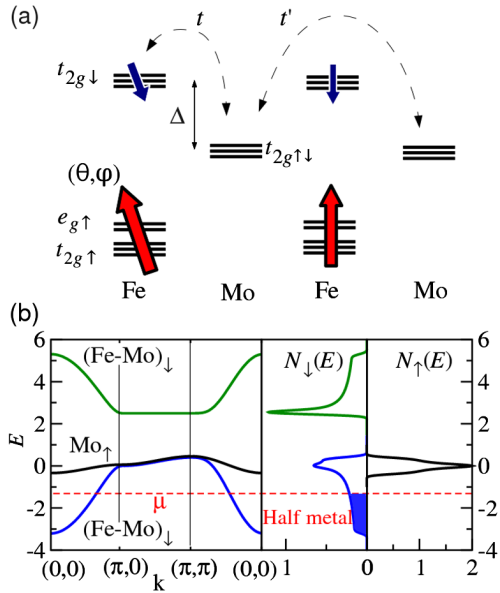 (a)
t t'
t2g↓
Δ
t2g↑↓
(θ,φ)
eg↑
t2g↑
Fe Mo Fe Mo
(b)
6 (Fe-Mo)↓ N↓(E) N↑(E) 6
4 4
2 2
E Mo↑
0 0
-2 μ Half metal -2
(Fe-Mo)↓
-4 -4
(0,0) (π,0) (π,π) (0,0) 1 0 1 2
k